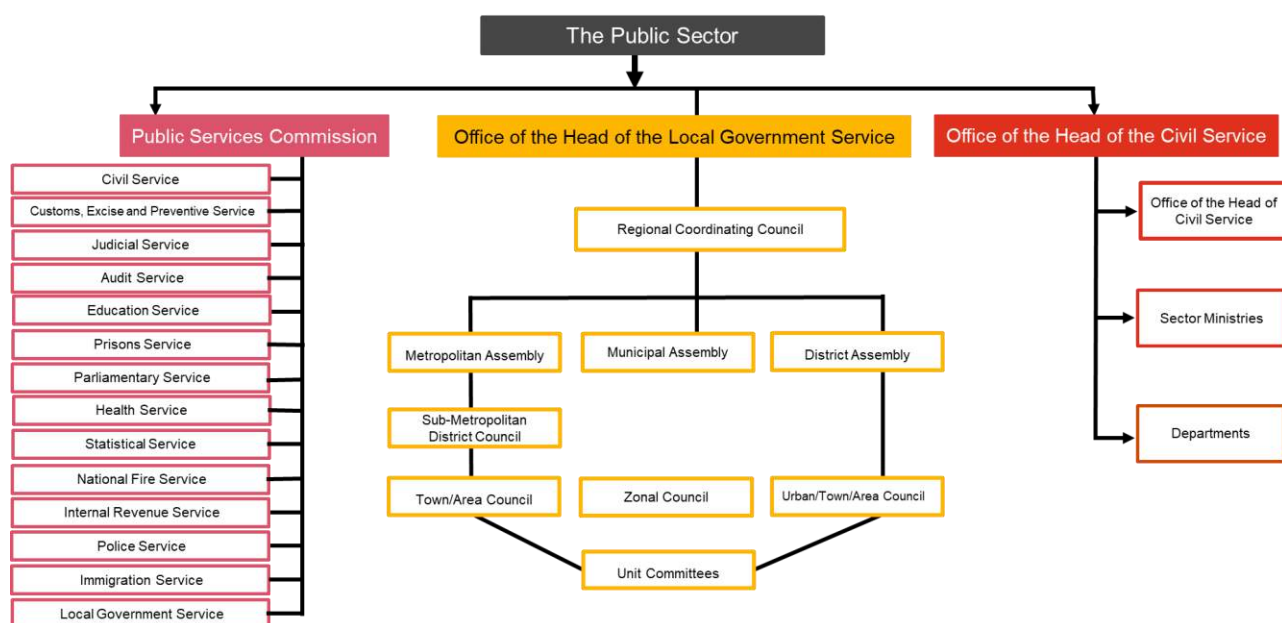 The Public Sector
Public Services Commission
Office of the Head of the Local Government Service
Office of the Head of the Civil Service
Civil Service
Customs, Excise and Preventive Service
Judicial Service
Audit Service
Education Service
Prisons Service
Parliamentary Service
Health Service
Statistical Service
National Fire Service
Internal Revenue Service
Police Service
Immigration Service
Local Government Service
Regional Coordinating Council
Metropolitan Assembly
Municipal Assembly
District Assembly
Sub-Metropolitan
District Council
Town/Area Council
Zonal Council
Urban/Town/Area Council
Unit Committees
Office of the Head of
Civil Service
Sector Ministries
Departments